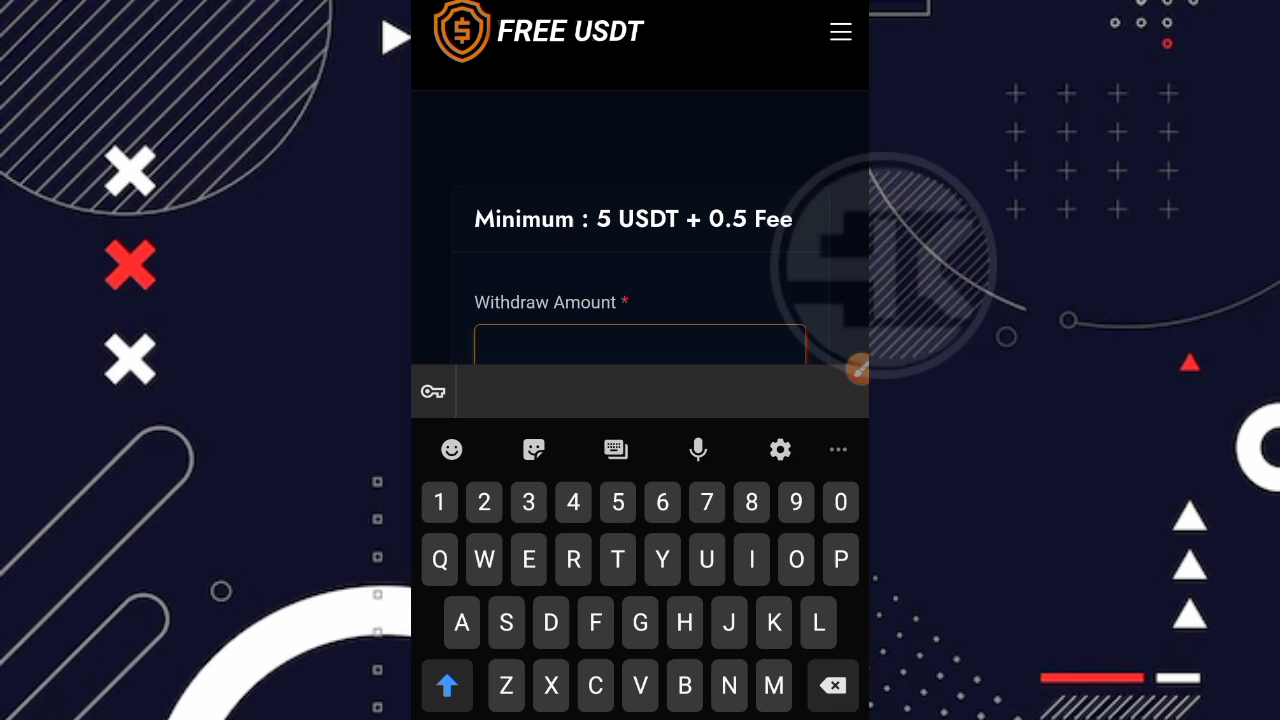 FREE USDT
Minimum : 5 USDT + 0.5 Fee
Withdraw Amount *
1 2 3 4 5 6 7 8 9 0
Q W E R T Y U I O P
A S D F G H J K L
Z X C V B N M